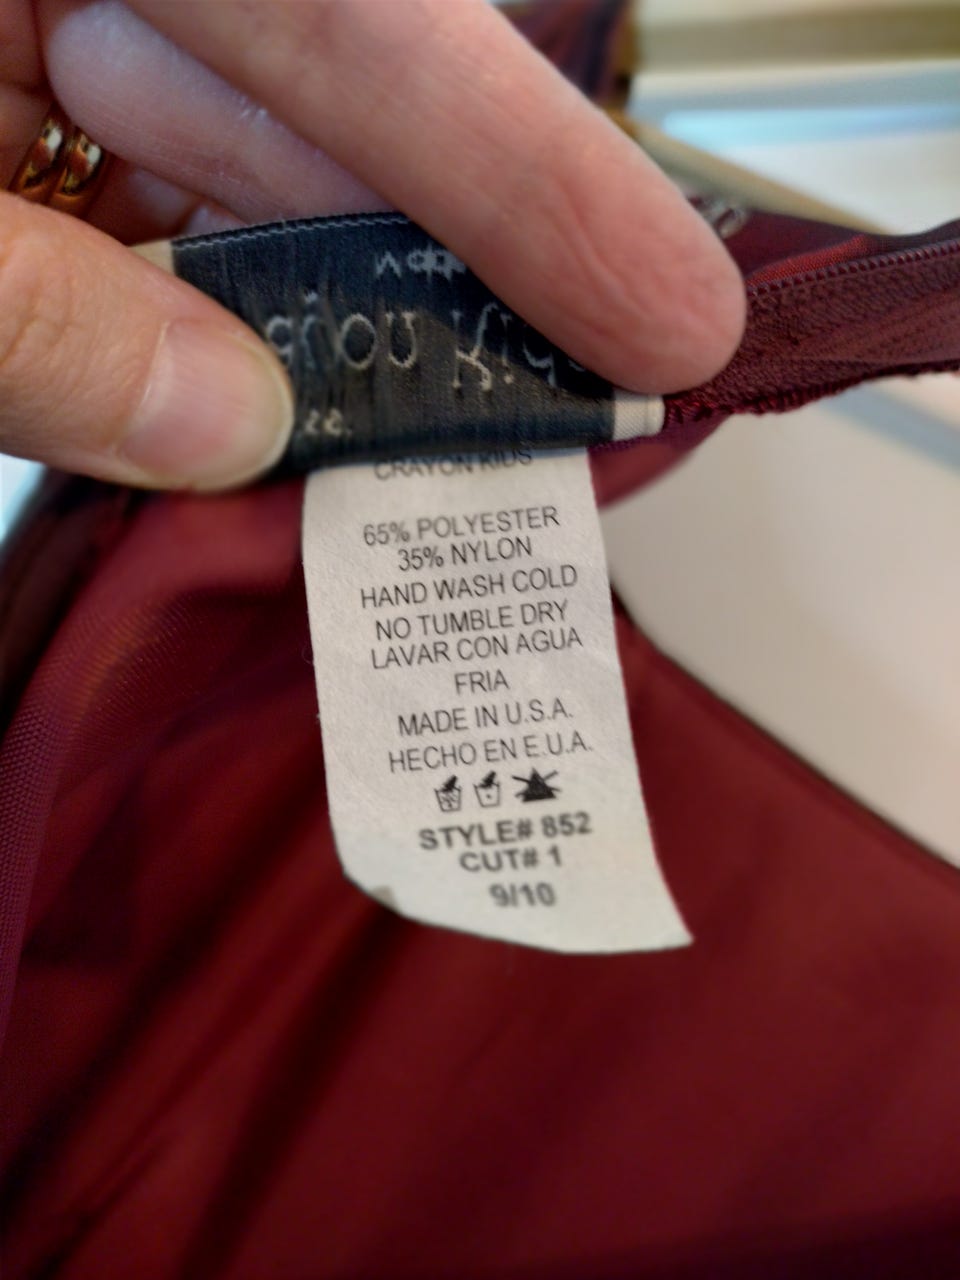 CRAYON KIDS
65% POLYESTER
35% NYLON
HAND WASH COLD
NO TUMBLE DRY
LAVAR CON AGUA
FRIA
MADE IN U.S.A.
HECHO EN E.U.A.
STYLE# 852
CUT# 1
9/10